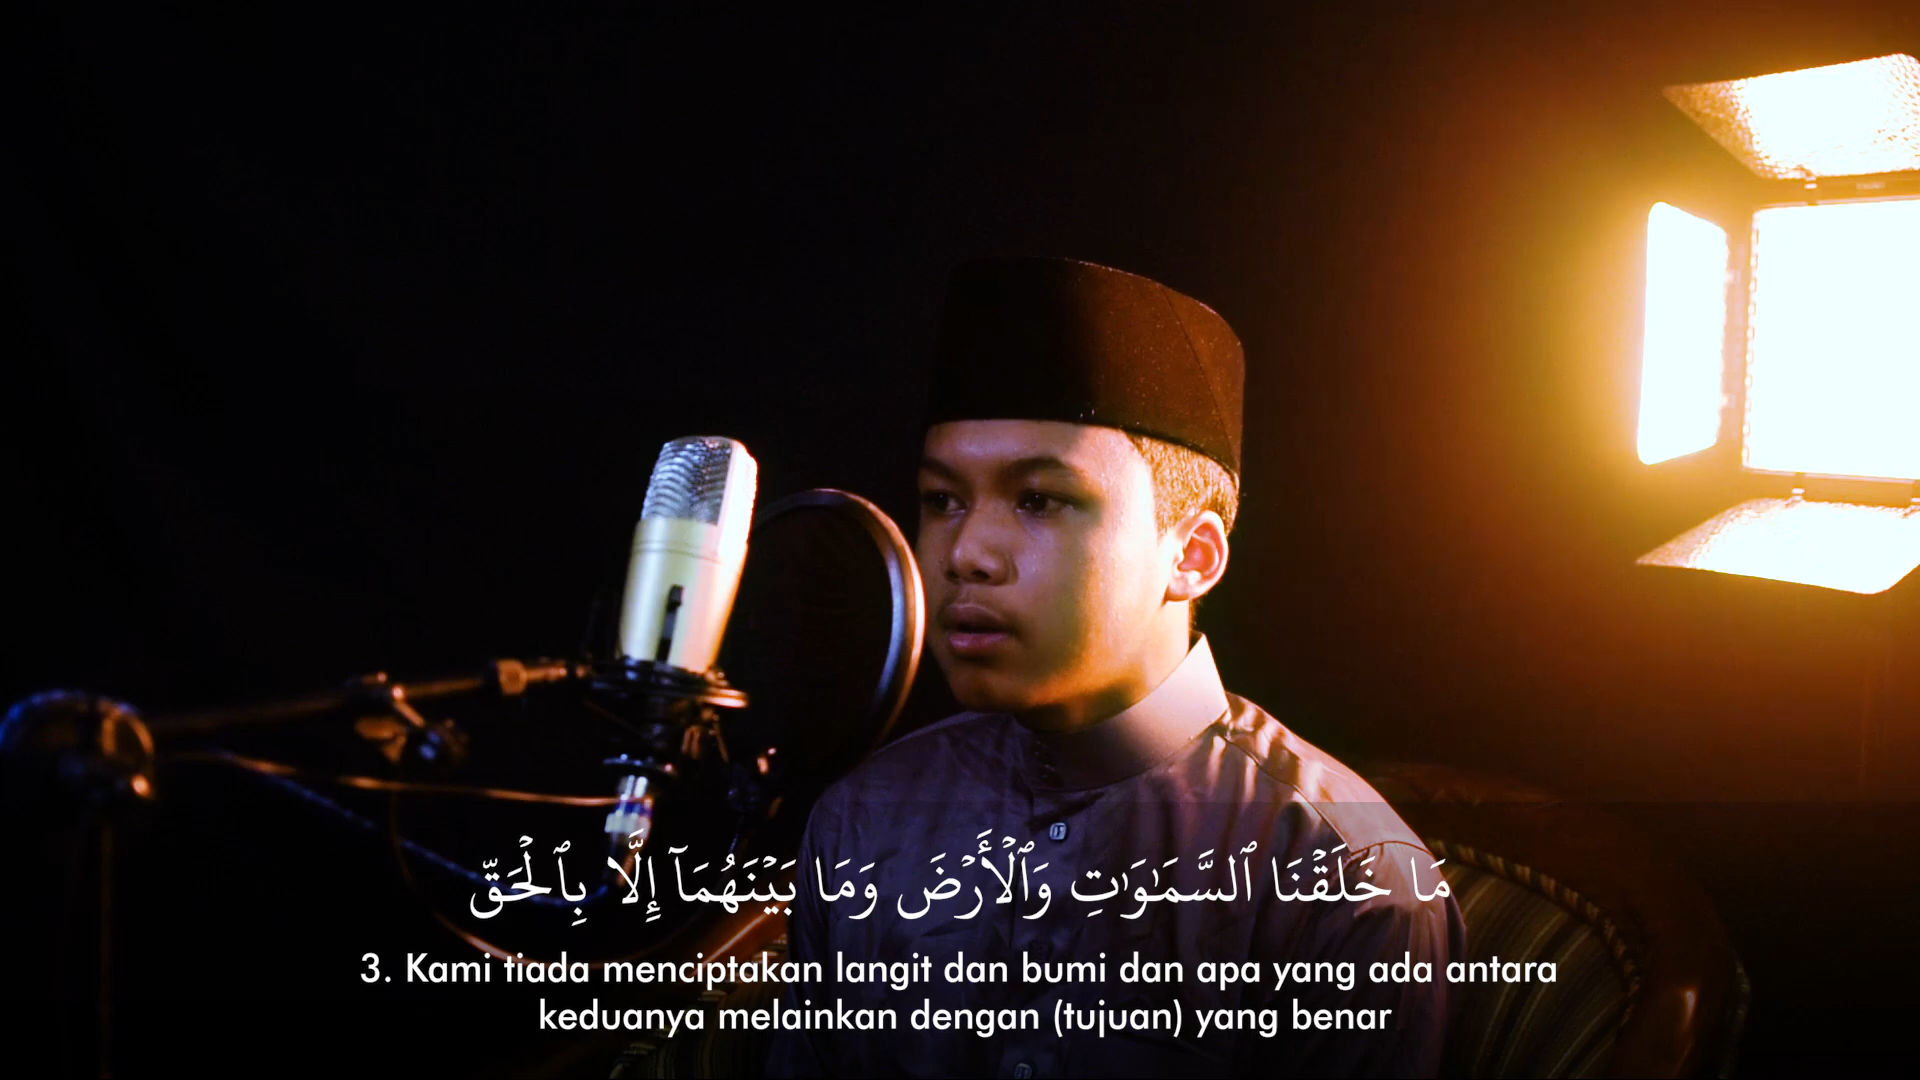 مَا خَلَقْنَا ٱلسَّمَـٰوَٰتِ وَٱلْأَرْضَ وَمَا بَيْنَهُمَآ إِلَّا بِٱلْحَقِّ
3. Kami tiada menciptakan langit dan bumi dan apa yang ada antara
keduanya melainkan dengan (tujuan) yang benar